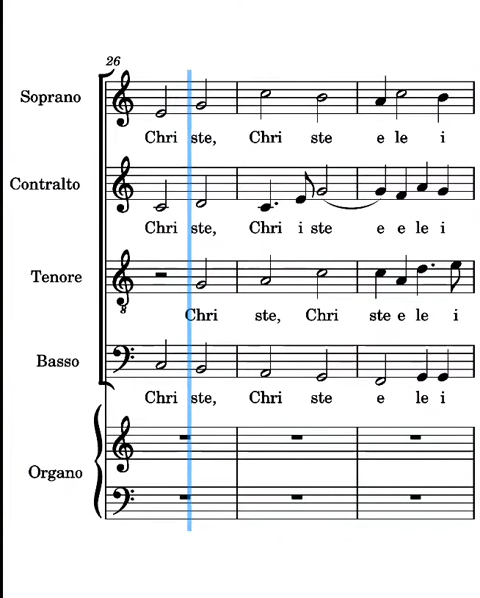 26
Soprano
Chri ste, Chri ste e le i
Contralto
Chri ste, Chri i ste e e le i
Tenore
8
Chri ste, Chri ste e le i
Basso
Chri ste, Chri ste e le i
Organo